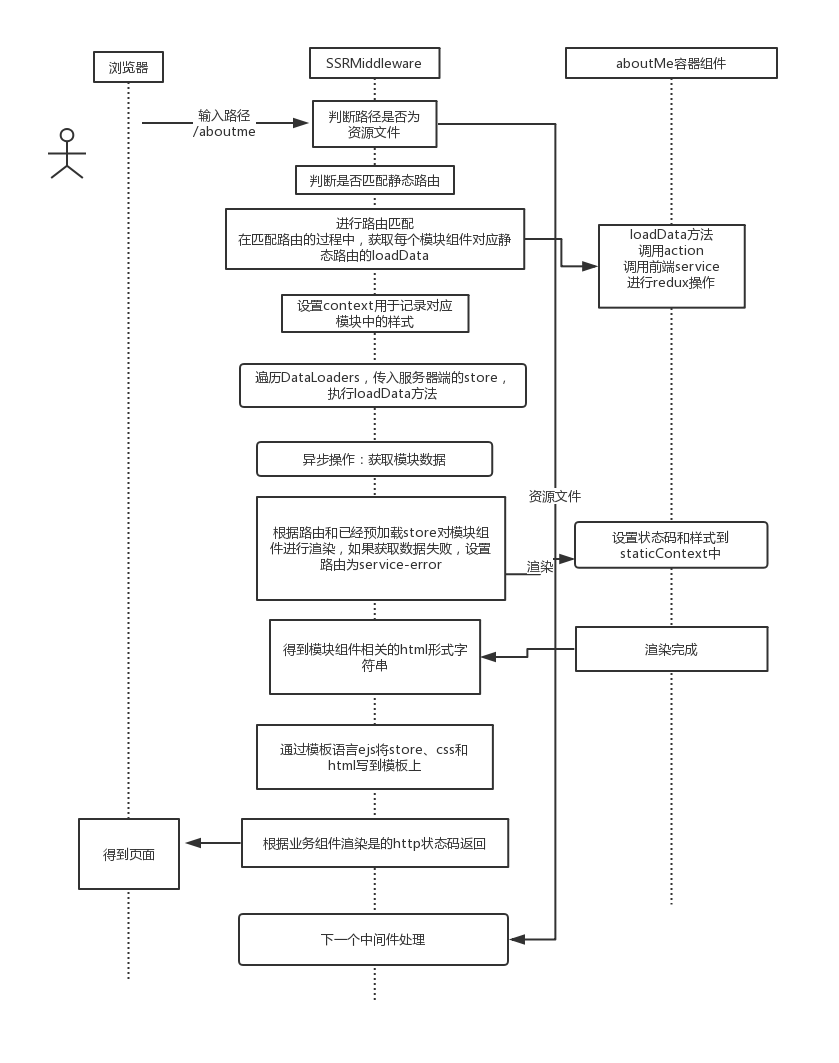 浏览器
SSRMiddleware
aboutMe容器组件
输入路径
/aboutme
判断路径是否为
资源文件
判断是否匹配静态路由
进行路由匹配
在匹配路由的过程中，获取每个模块组件对应静
态路由的loadData
loadData方法
调用action
调用前端service
进行redux操作
设置context用于记录对应
模块中的样式
遍历DataLoaders，传入服务器端的store，
执行loadData方法
异步操作：获取模块数据
资源文件
根据路由和已经预加载store对模块组
件进行渲染，如果获取数据失败，设置
路由为service-error
渲染
设置状态码和样式到
staticContext中
得到模块组件相关的html形式字
符串
渲染完成
通过模板语言ejs将store、css和
html写到模板上
得到页面
根据业务组件渲染是的http状态码返回
下一个中间件处理